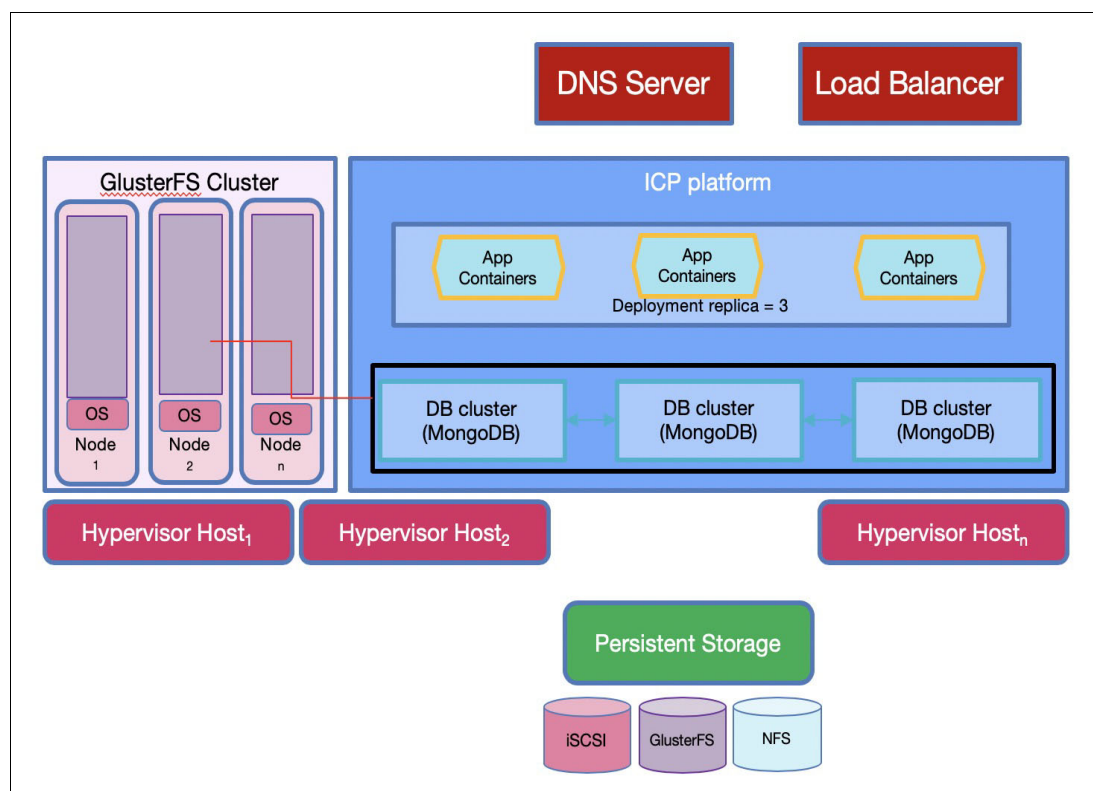 DNS Server
Load Balancer
GlusterFS Cluster
ICP platform
App
Containers
App
Containers
App
Containers
Deployment replica = 3
OS
Node
1
OS
Node
2
OS
Node
n
DB cluster
(MongoDB)
DB cluster
(MongoDB)
DB cluster
(MongoDB)
Hypervisor Host1
Hypervisor Host2
Hypervisor Hostn
Persistent Storage
iSCSI
GlusterFS
NFS